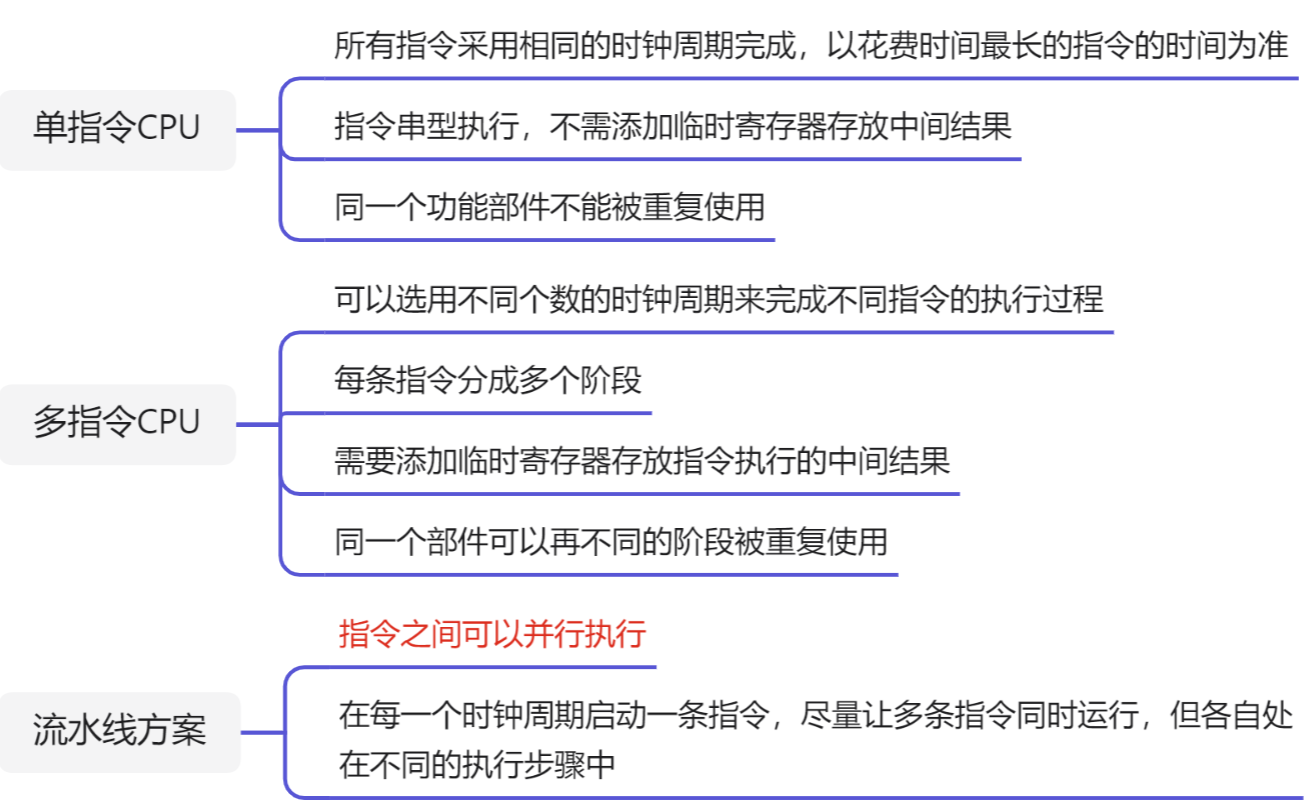 所有指令采用相同的时钟周期完成，以花费时间最长的指令的时间为准
单指令CPU
指令串型执行，不需添加临时寄存器存放中间结果
同一个功能部件不能被重复使用
可以选用不同个数的时钟周期来完成不同指令的执行过程
每条指令分成多个阶段
多指令CPU
需要添加临时寄存器存放指令执行的中间结果
同一个部件可以再不同的阶段被重复使用
指令之间可以并行执行
流水线方案
在每一个时钟周期启动一条指令，尽量让多条指令同时运行，但各自处
在不同的执行步骤中